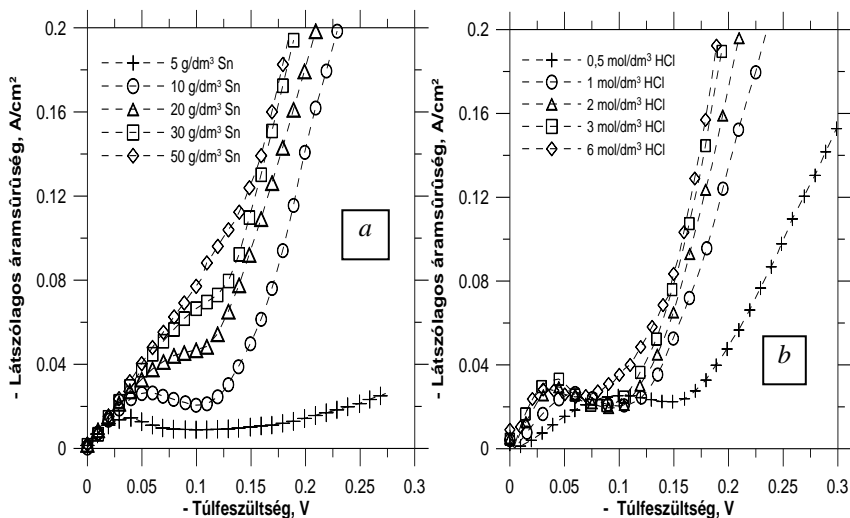 0.2
0.16
0.12
0.08
0.04
0
- Látszólagos áramsûrûség, A/cm²
5 g/dm³ Sn
10 g/dm³ Sn
20 g/dm³ Sn
30 g/dm³ Sn
50 g/dm³ Sn
a
0 0.05 0.1 0.15 0.2 0.25 0.3
- Túlfeszültség, V
0.2
0.16
0.12
0.08
0.04
0
- Látszólagos áramsûrûség, A/cm²
0,5 mol/dm³ HCl
1 mol/dm³ HCl
2 mol/dm³ HCl
3 mol/dm³ HCl
6 mol/dm³ HCl
b
0 0.05 0.1 0.15 0.2 0.25 0.3
- Túlfeszültség, V